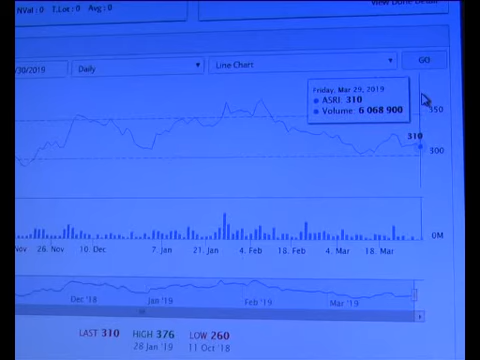 NVal : 0 T.Lot : 0 Avg : 0
View Done Detail
/30/2019 Daily Line Chart GO
Friday, Mar 29, 2019
ASRI: 310
Volume: 6 068 900
350
310
300
0M
Nov 26. Nov 10. Dec 7. Jan 21. Jan 4. Feb 18. Feb 4. Mar 18. Mar
Dec '18 Jan '19 Feb '19 Mar '19
LAST 310 HIGH 376 LOW 260
28 Jan '19 11 Oct '18